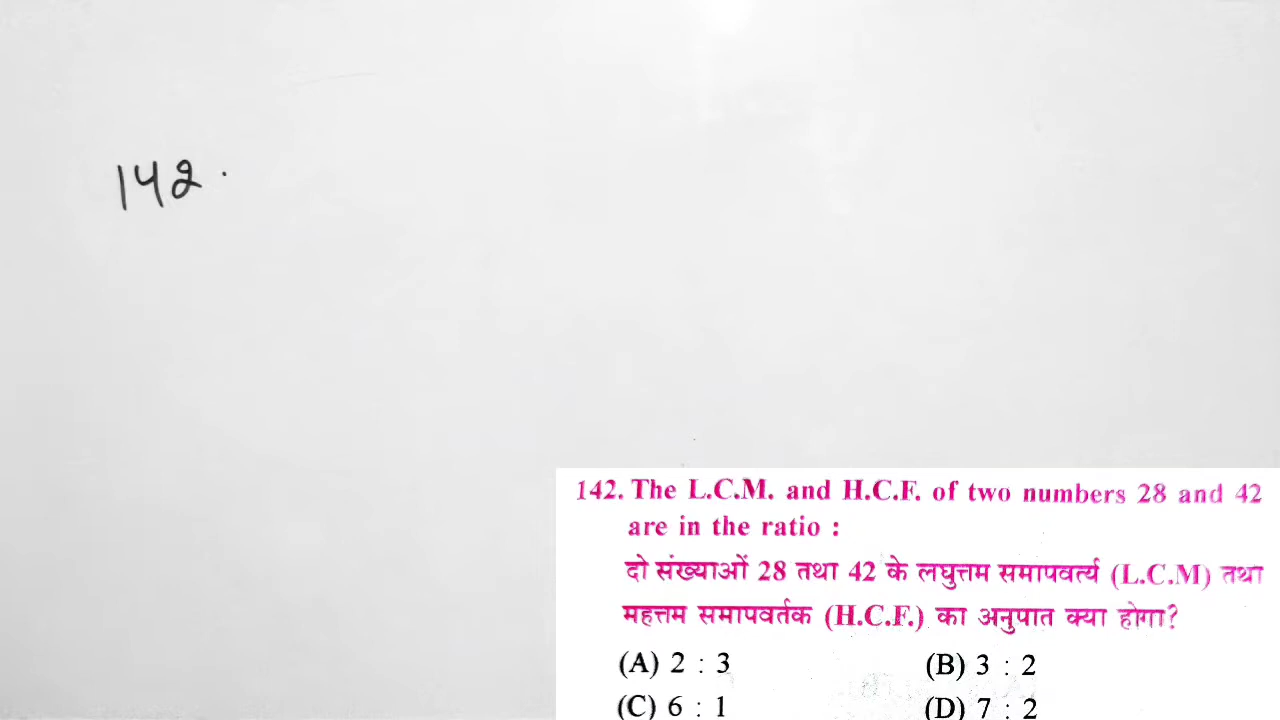 142.
142. The L.C.M. and H.C.F. of two numbers 28 and 42
are in the ratio :
दो संख्याओं 28 तथा 42 के लघुत्तम समापवर्त्य (L.C.M) तथा
महत्तम समापवर्तक (H.C.F.) का अनुपात क्या होगा?
(A) 2 : 3 (B) 3 : 2
(C) 6 : 1 (D) 7 : 2